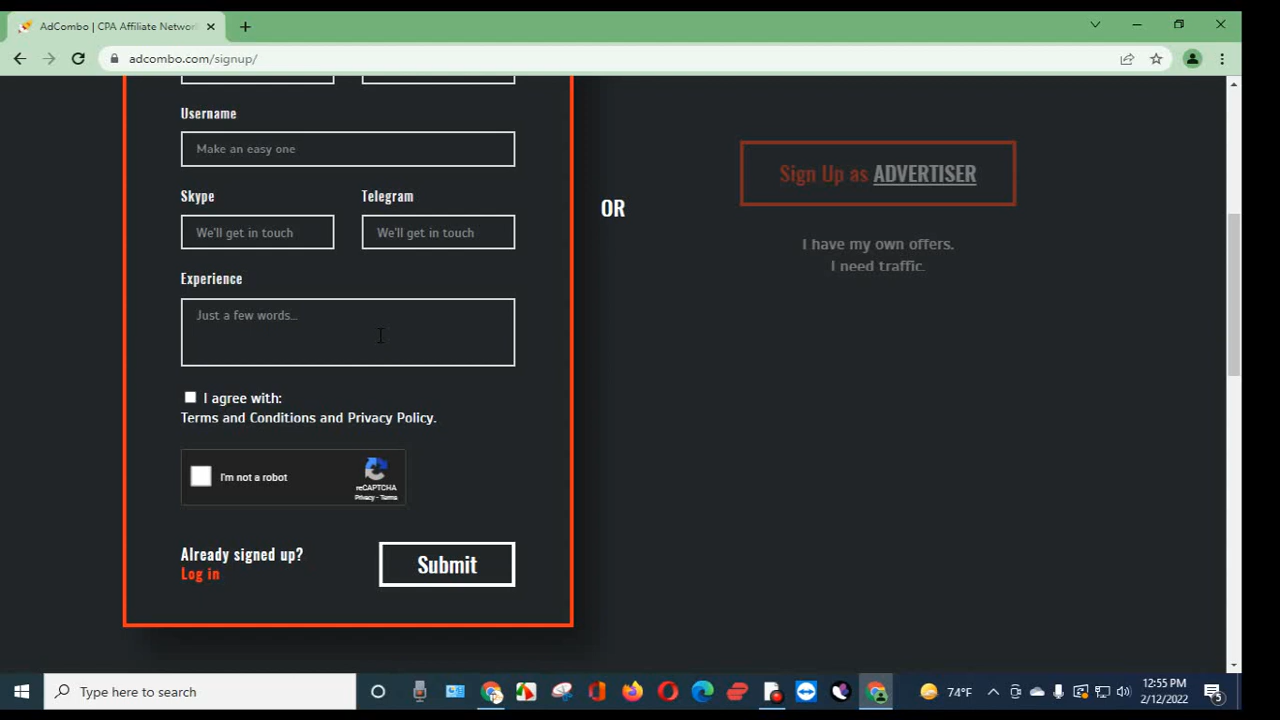 AdCombo | CPA Affiliate Networ
adcombo.com/signup/
Username
Make an easy one
Skype
Telegram
We'll get in touch
We'll get in touch
Experience
Just a few words...
I agree with:
Terms and Conditions and Privacy Policy.
I'm not a robot
reCAPTCHA
Privacy - Terms
Already signed up?
Log in
Submit
OR
Sign Up as ADVERTISER
I have my own offers.
I need traffic.
Type here to search
74°F
12:55 PM
2/12/2022
5